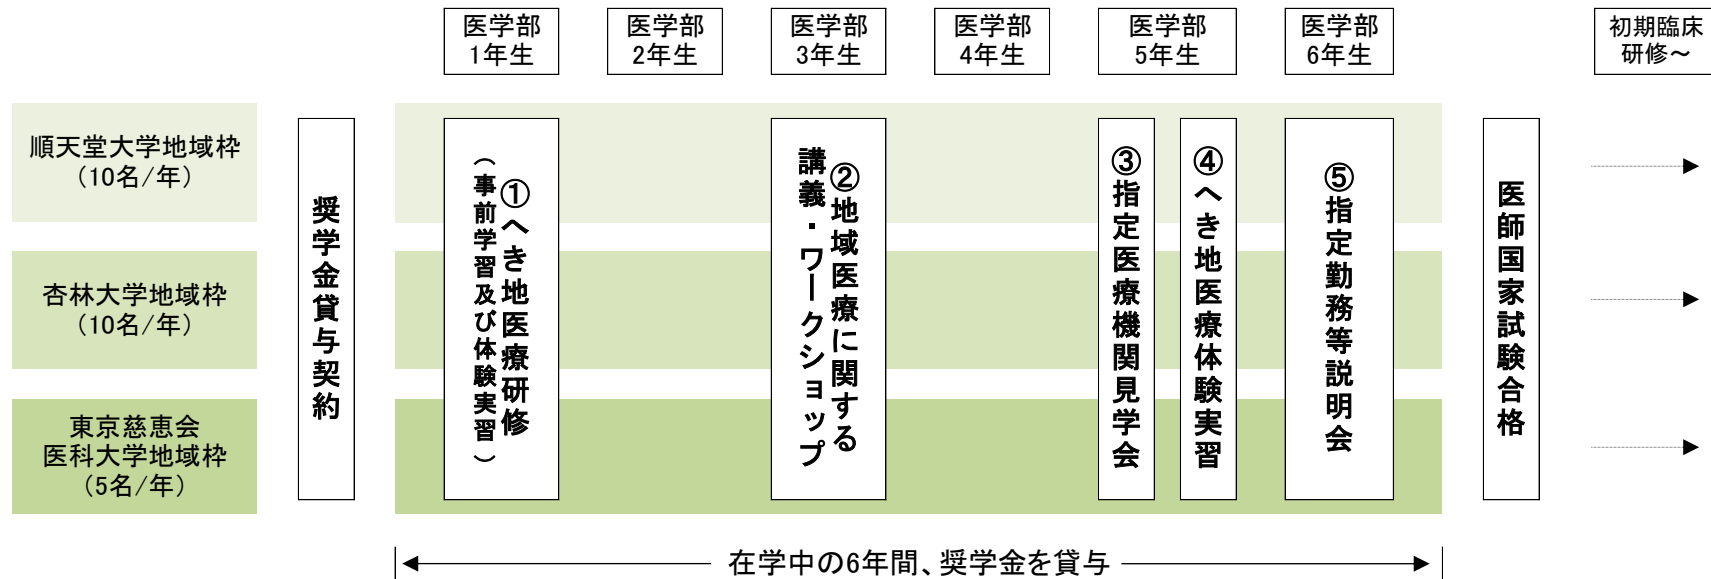 医学部
1年生
医学部
2年生
医学部
3年生
医学部
4年生
医学部
5年生
医学部
6年生
初期臨床
研修～
順天堂大学地域枠
（10名/年）
杏林大学地域枠
（10名/年）
東京慈恵会
医科大学地域枠
（5名/年）
奨学金貸与契約
①へき地医療研修
（事前学習及び体験実習）
②地域医療に関する
講義・ワークショップ
③指定医療機関見学会
④へき地医療体験実習
⑤指定勤務等説明会
医師国家試験合格
在学中の6年間、奨学金を貸与